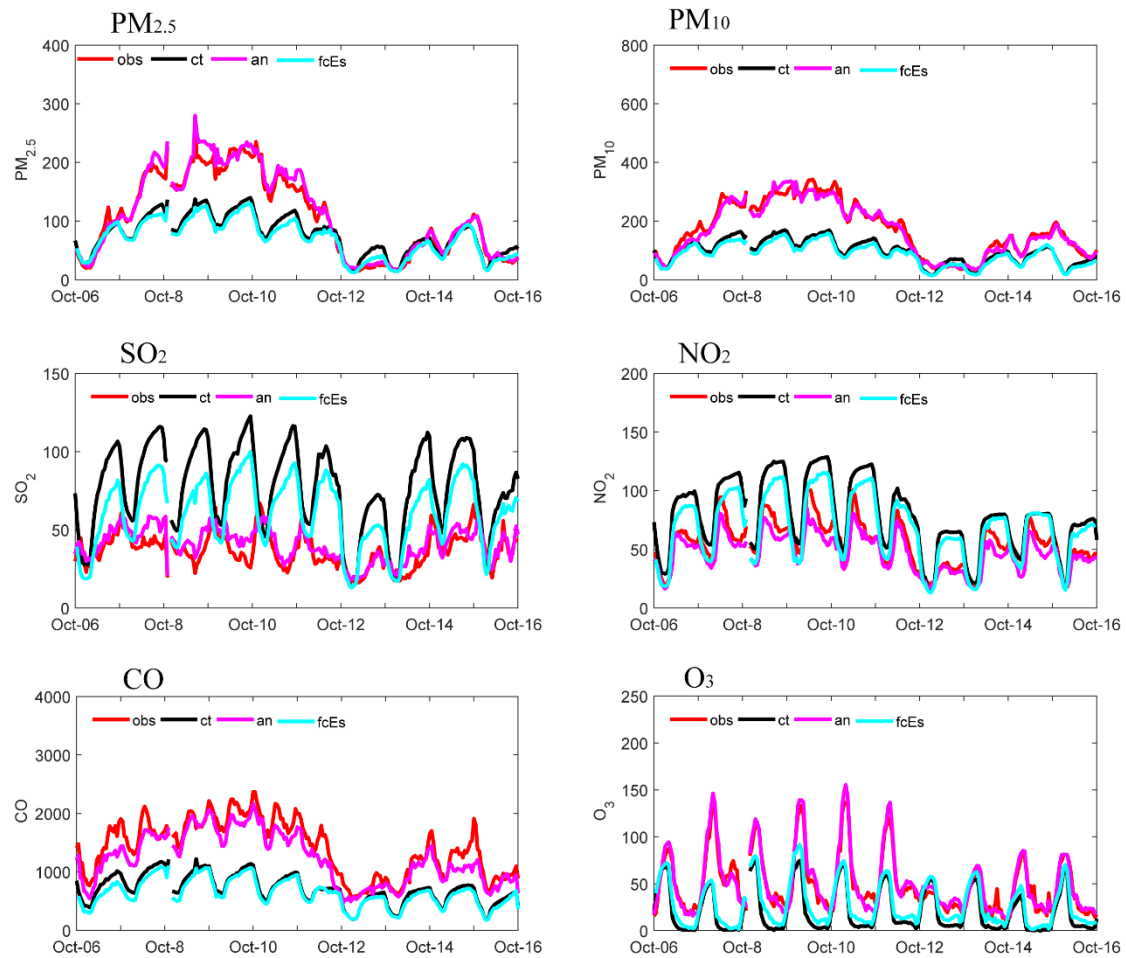 PM2.5
PM10
400
300
200
100
0
PM2.5
obs ct an fcEs
Oct-06 Oct-8 Oct-10 Oct-12 Oct-14 Oct-16
800
600
400
200
0
PM10
obs ct an fcEs
Oct-06 Oct-8 Oct-10 Oct-12 Oct-14 Oct-16
SO2
NO2
150
100
50
0
SO2
obs ct an fcEs
Oct-06 Oct-8 Oct-10 Oct-12 Oct-14 Oct-16
200
150
100
50
0
NO2
obs ct an fcEs
Oct-06 Oct-8 Oct-10 Oct-12 Oct-14 Oct-16
CO
O3
4000
3000
2000
1000
0
CO
obs ct an fcEs
Oct-06 Oct-8 Oct-10 Oct-12 Oct-14 Oct-16
250
200
150
100
50
0
O3
obs ct an fcEs
Oct-06 Oct-8 Oct-10 Oct-12 Oct-14 Oct-16